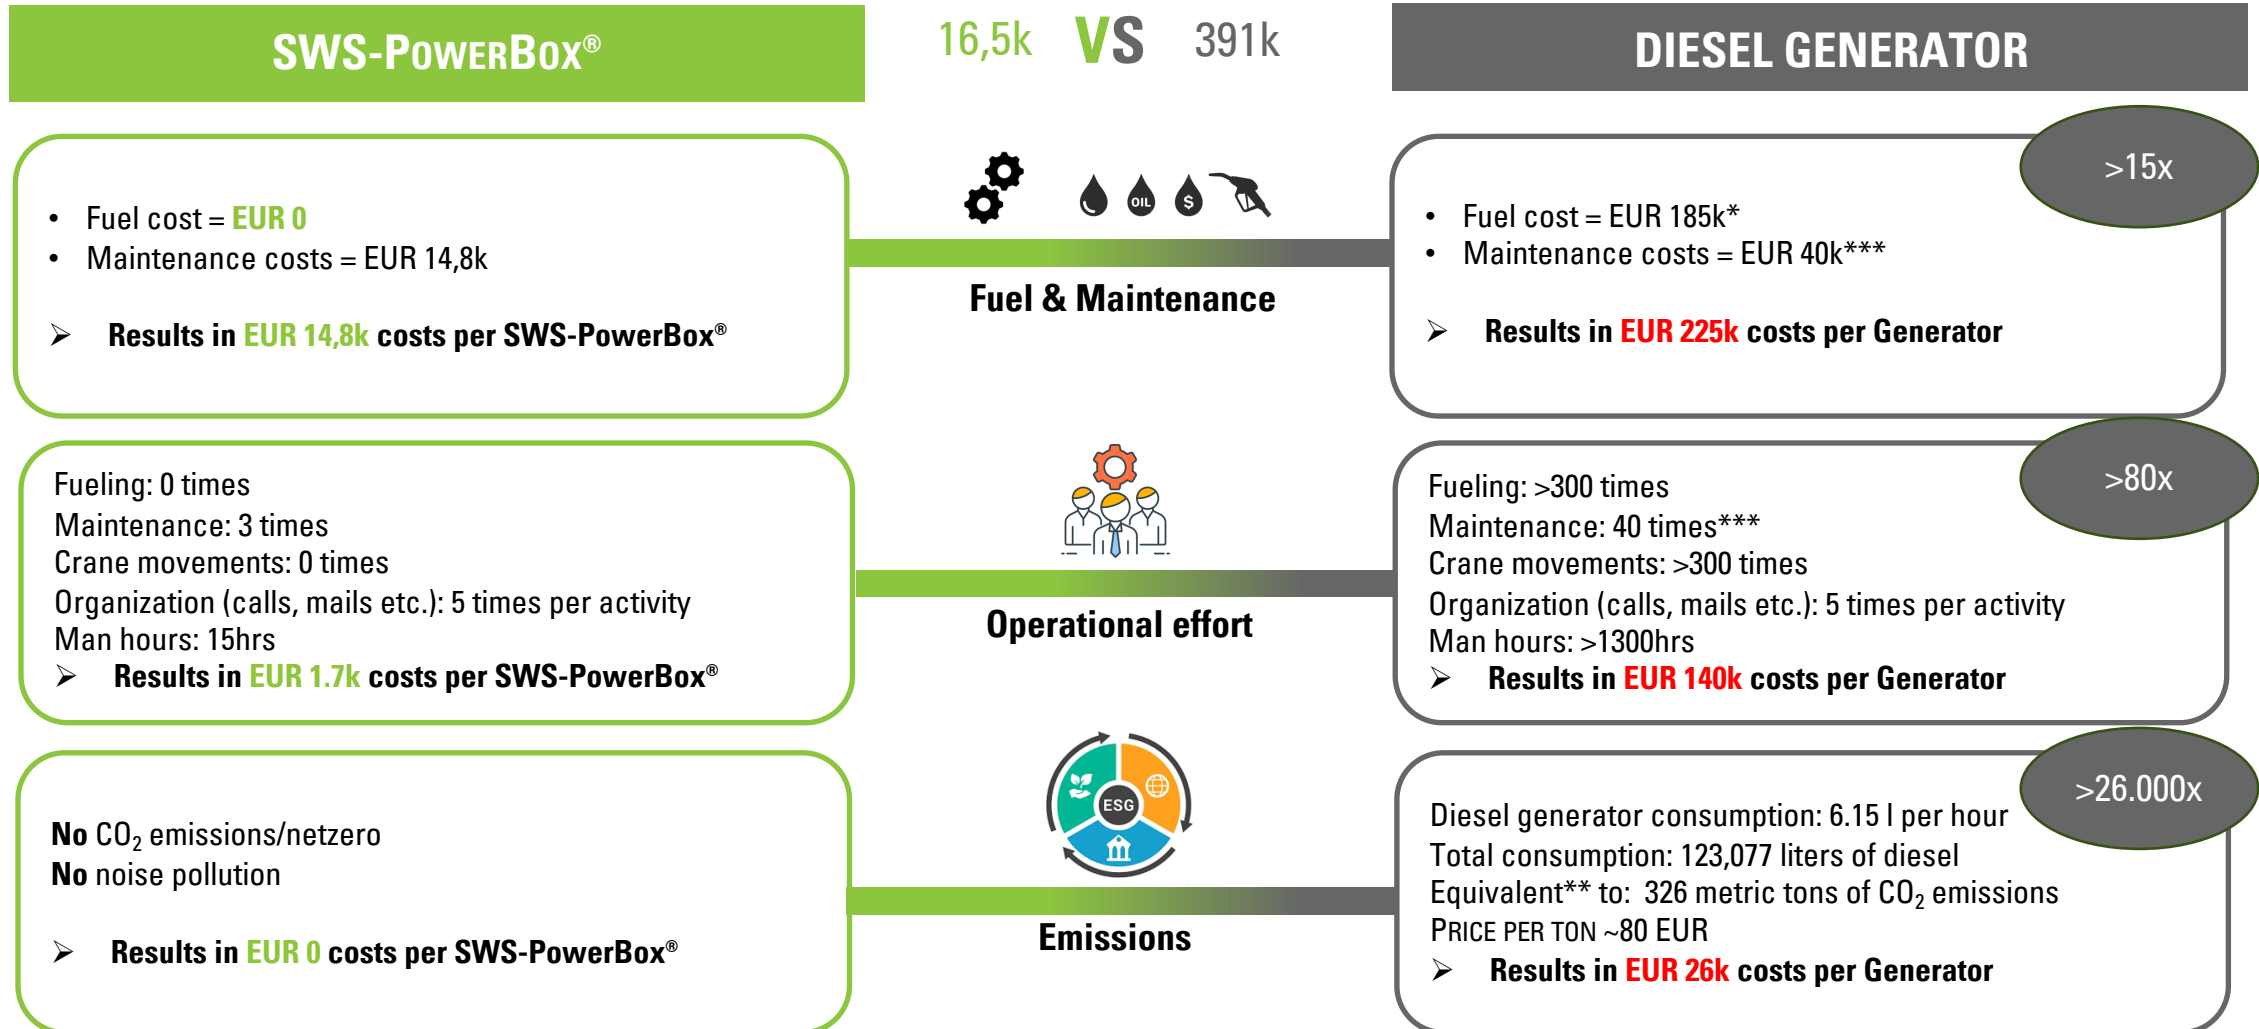 SWS-POWERBOX®
16,5k VS 391k
DIESEL GENERATOR
• Fuel cost = EUR 0
• Maintenance costs = EUR 14,8k
➢ Results in EUR 14,8k costs per SWS-PowerBox®
OIL $
Fuel & Maintenance
>15x
• Fuel cost = EUR 185k*
• Maintenance costs = EUR 40k***
➢ Results in EUR 225k costs per Generator
Fueling: 0 times
Maintenance: 3 times
Crane movements: 0 times
Organization (calls, mails etc.): 5 times per activity
Man hours: 15hrs
➢ Results in EUR 1.7k costs per SWS-PowerBox®
Operational effort
>80x
Fueling: >300 times
Maintenance: 40 times***
Crane movements: >300 times
Organization (calls, mails etc.): 5 times per activity
Man hours: >1300hrs
➢ Results in EUR 140k costs per Generator
No CO₂ emissions/netzero
No noise pollution
➢ Results in EUR 0 costs per SWS-PowerBox®
ESG
Emissions
>26.000x
Diesel generator consumption: 6.15 l per hour
Total consumption: 123,077 liters of diesel
Equivalent** to: 326 metric tons of CO₂ emissions
PRICE PER TON ~80 EUR
➢ Results in EUR 26k costs per Generator